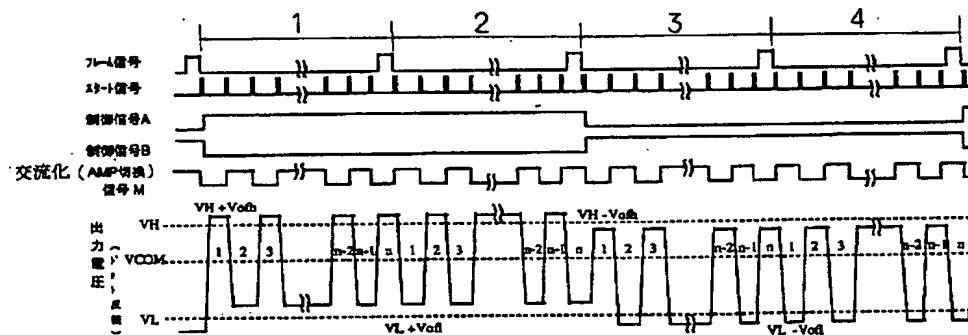 1 2 3 4
フレーム信号
スタート信号
制御信号A
制御信号B
交流化(AMP切換)
信号M
VH+Vofh
VH-Vofh
VH
VCOM
VL
出力電圧
1 2 3 n-2 n-1 n 1 2 3 n-2 n-1 n 1 2 3 n-2 n-1 n 1 2 3 n-2 n-1 n
VL+Vofl
VL-Vofl